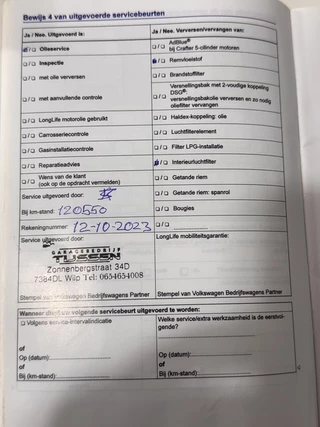 Bewijs 4 van uitgevoerde servicebeurten
Ja / Nee. Uitgevoerd is:
☑/❏ Olieservice
❏/❏ Inspectie
❏/❏ met olie verversen
❏/❏ met aanvullende controle
❏/❏ LongLife motorolie gebruikt
❏/❏ Carrosseriecontrole
❏/❏ Gasinstallatiecontrole
❏/❏ Reparatieadvies
❏/❏ Wens van de klant
(ook op de opdracht vermelden)
Service uitgevoerd door:
Bij km-stand: 120550
Rekeningnummer: 12-10-2023
Service uitgevoerd door:
GARAGEBEDRIJF
TIJSSEN
Zonnenbergstraat 34D
7384DL Wilp Tel: 0654654008
Stempel van Volkswagen Bedrijfswagens Partner
Ja / Nee. Verversen/vervangen van:
❏/❏ AdBlue®
bij Crafter 5-cilinder motoren
☑/❏ Remvloeistof
❏/❏ Brandstoffilter
Versnellingsbak met 2-voudige koppeling
DSG®:
❏/❏ versnellingsbakolie verversen en zo nodig
oliefilter vervangen
❏/❏ Haldex-koppeling: olie
❏/❏ Luchtfilterelement
❏/❏ Filter LPG-installatie
☑/❏ Interieurluchtfilter
❏/❏ Getande riem
❏/❏ Getande riem: spanrol
❏/❏ Bougies
❏/❏
LongLife mobiliteitsgarantie:
Stempel van Volkswagen Bedrijfswagens Partner
Wanneer dient uw volgende servicebeurt uitgevoerd te worden:
❏ Volgens service-intervalindicatie
of
Op (datum):
of
Bij (km-stand):
Welke service/extra werkzaamheid is de eerstvol-
gende?
of
Op (datum):
of
Bij (km-stand):